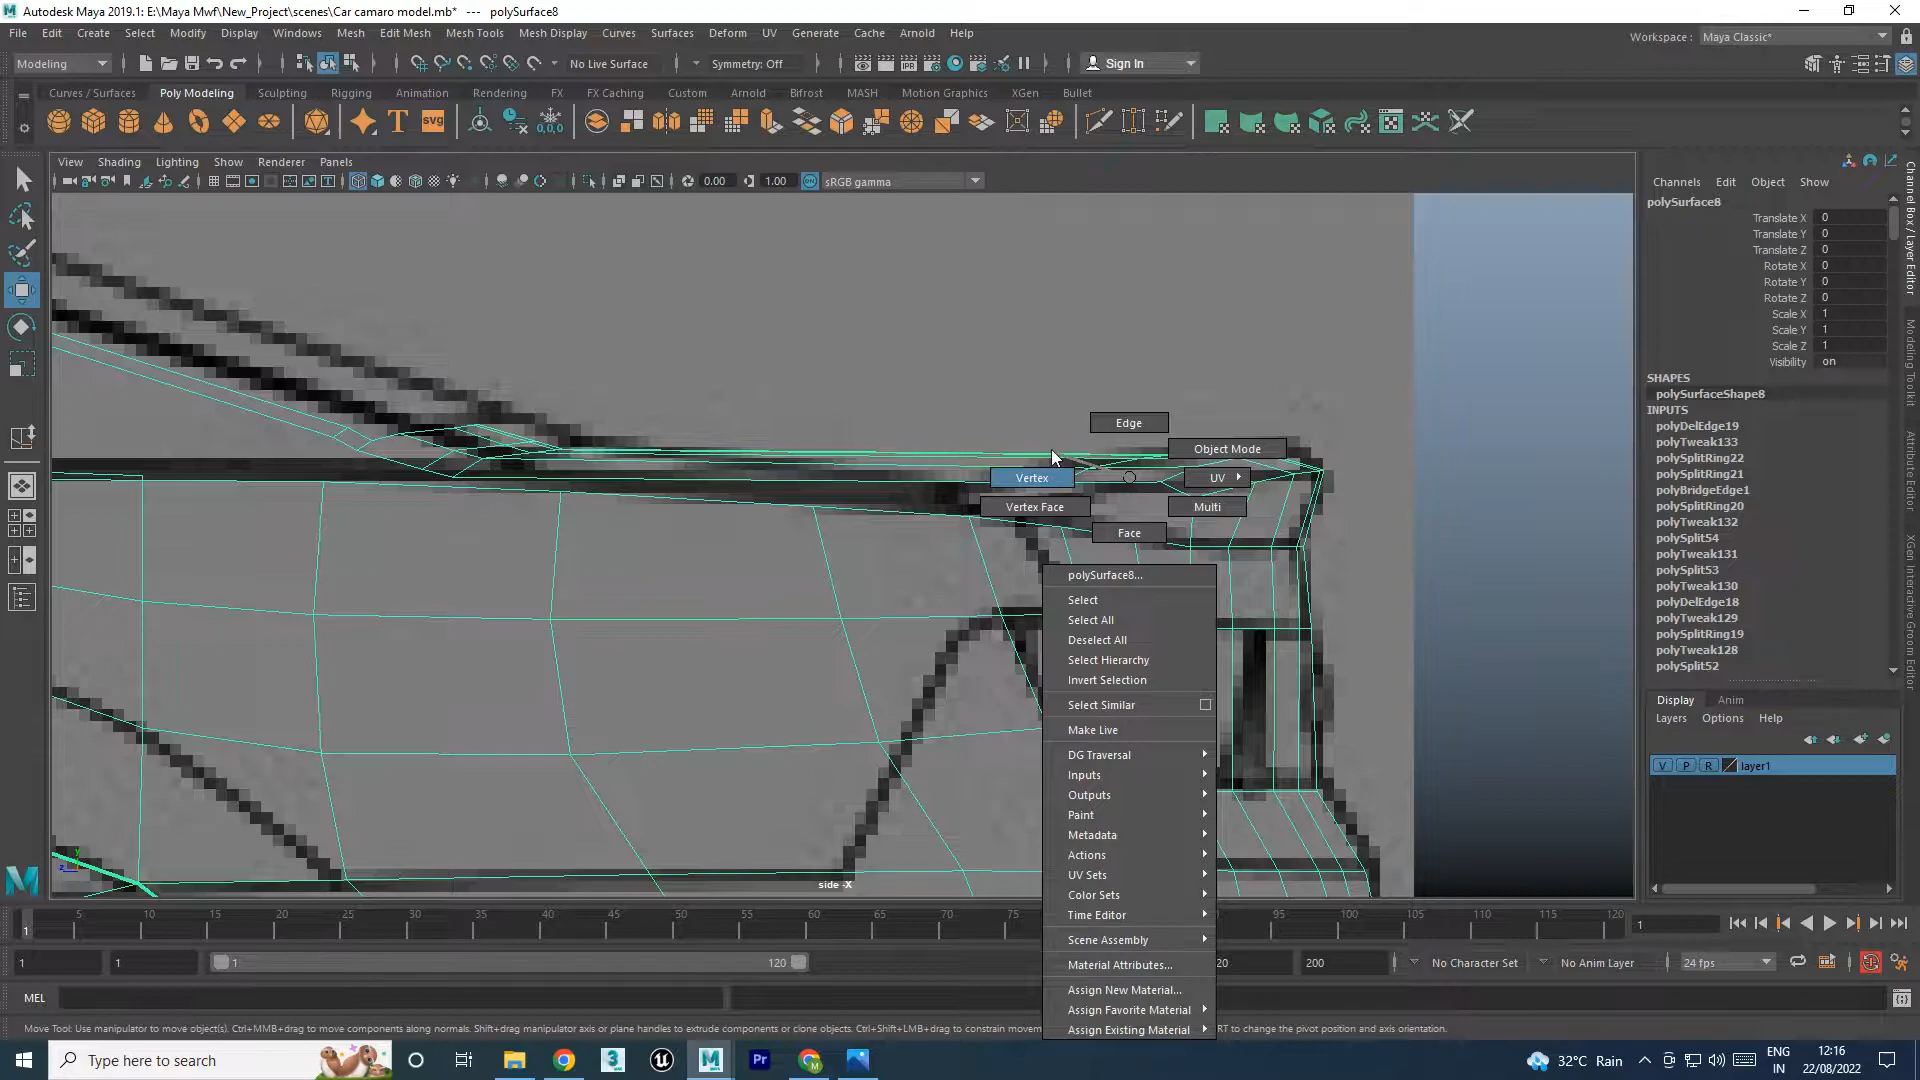 Autodesk Maya 2019.1: E:\Maya Mwf\New_Project\scenes\Car camaro model.mb* --- polySurface8
File Edit Create Select Modify Display Windows Mesh Edit Mesh Mesh Tools Mesh Display Curves Surfaces Deform UV Generate Cache Arnold Help
Workspace : Maya Classic*
Modeling No Live Surface Symmetry: Off Sign In
Curves / Surfaces Poly Modeling Sculpting Rigging Animation Rendering FX FX Caching Custom Arnold Bifrost MASH Motion Graphics XGen Bullet
View Shading Lighting Show Renderer Panels
0.00 1.00 sRGB gamma
Edge
Object Mode
Vertex
UV
Vertex Face
Multi
Face
polySurface8...
Select
Select All
Deselect All
Select Hierarchy
Invert Selection
Select Similar
Make Live
DG Traversal
Inputs
Outputs
Paint
Metadata
Actions
UV Sets
Color Sets
Time Editor
Scene Assembly
Material Attributes...
Assign New Material...
Assign Favorite Material
Assign Existing Material
side -X
Channels Edit Object Show
polySurface8
Translate X 0
Translate Y 0
Translate Z 0
Rotate X 0
Rotate Y 0
Rotate Z 0
Scale X 1
Scale Y 1
Scale Z 1
Visibility on
SHAPES
polySurfaceShape8
INPUTS
polyDelEdge19
polyTweak133
polySplitRing22
polySplitRing21
polyBridgeEdge1
polySplitRing20
polyTweak132
polySplit54
polyTweak131
polySplit53
polyTweak130
polyDelEdge18
polyTweak129
polySplitRing19
polyTweak128
polySplit52
Display Anim
Layers Options Help
V P R layer1
Channel Box / Layer Editor
Modeling Toolkit
Attribute Editor
XGen Interactive Groom Editor
5 10 15 20 25 30 35 40 45 50 55 60 65 70 75 95 100 105 110 115 120
1 1
1 1 1 120 20 200 No Character Set No Anim Layer 24 fps
MEL
Move Tool: Use manipulator to move object(s). Ctrl+MMB+drag to move components along normals. Shift+drag manipulator axis or plane handles to extrude components or clone objects. Ctrl+Shift+LMB+drag to constrain movem RT to change the pivot position and axis orientation.
Type here to search
32°C Rain
ENG
IN
12:16
22/08/2022